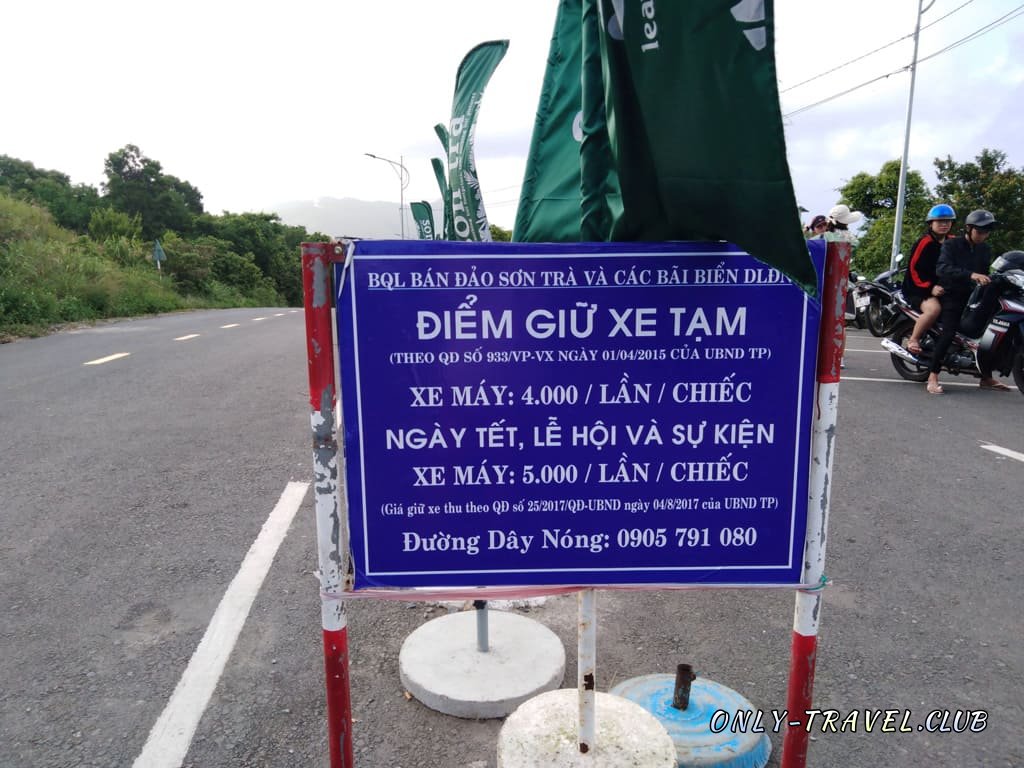 BQL BÁN ĐẢO SƠN TRÀ VÀ CÁC BÃI BIỂN DLĐN
ĐIỂM GIỮ XE TẠM
(THEO QĐ SỐ 933/VP-VX NGÀY 01/04/2015 CỦA UBND TP)
XE MÁY: 4.000 / LẦN / CHIẾC
NGÀY TẾT, LỄ HỘI VÀ SỰ KIỆN
XE MÁY: 5.000 / LẦN / CHIẾC
(Giá giữ xe thu theo QĐ số 25/2017/QĐ-UBND ngày 04/8/2017 của UBND TP)
Đường Dây Nóng: 0905 791 080
ONLY-TRAVEL.CLUB